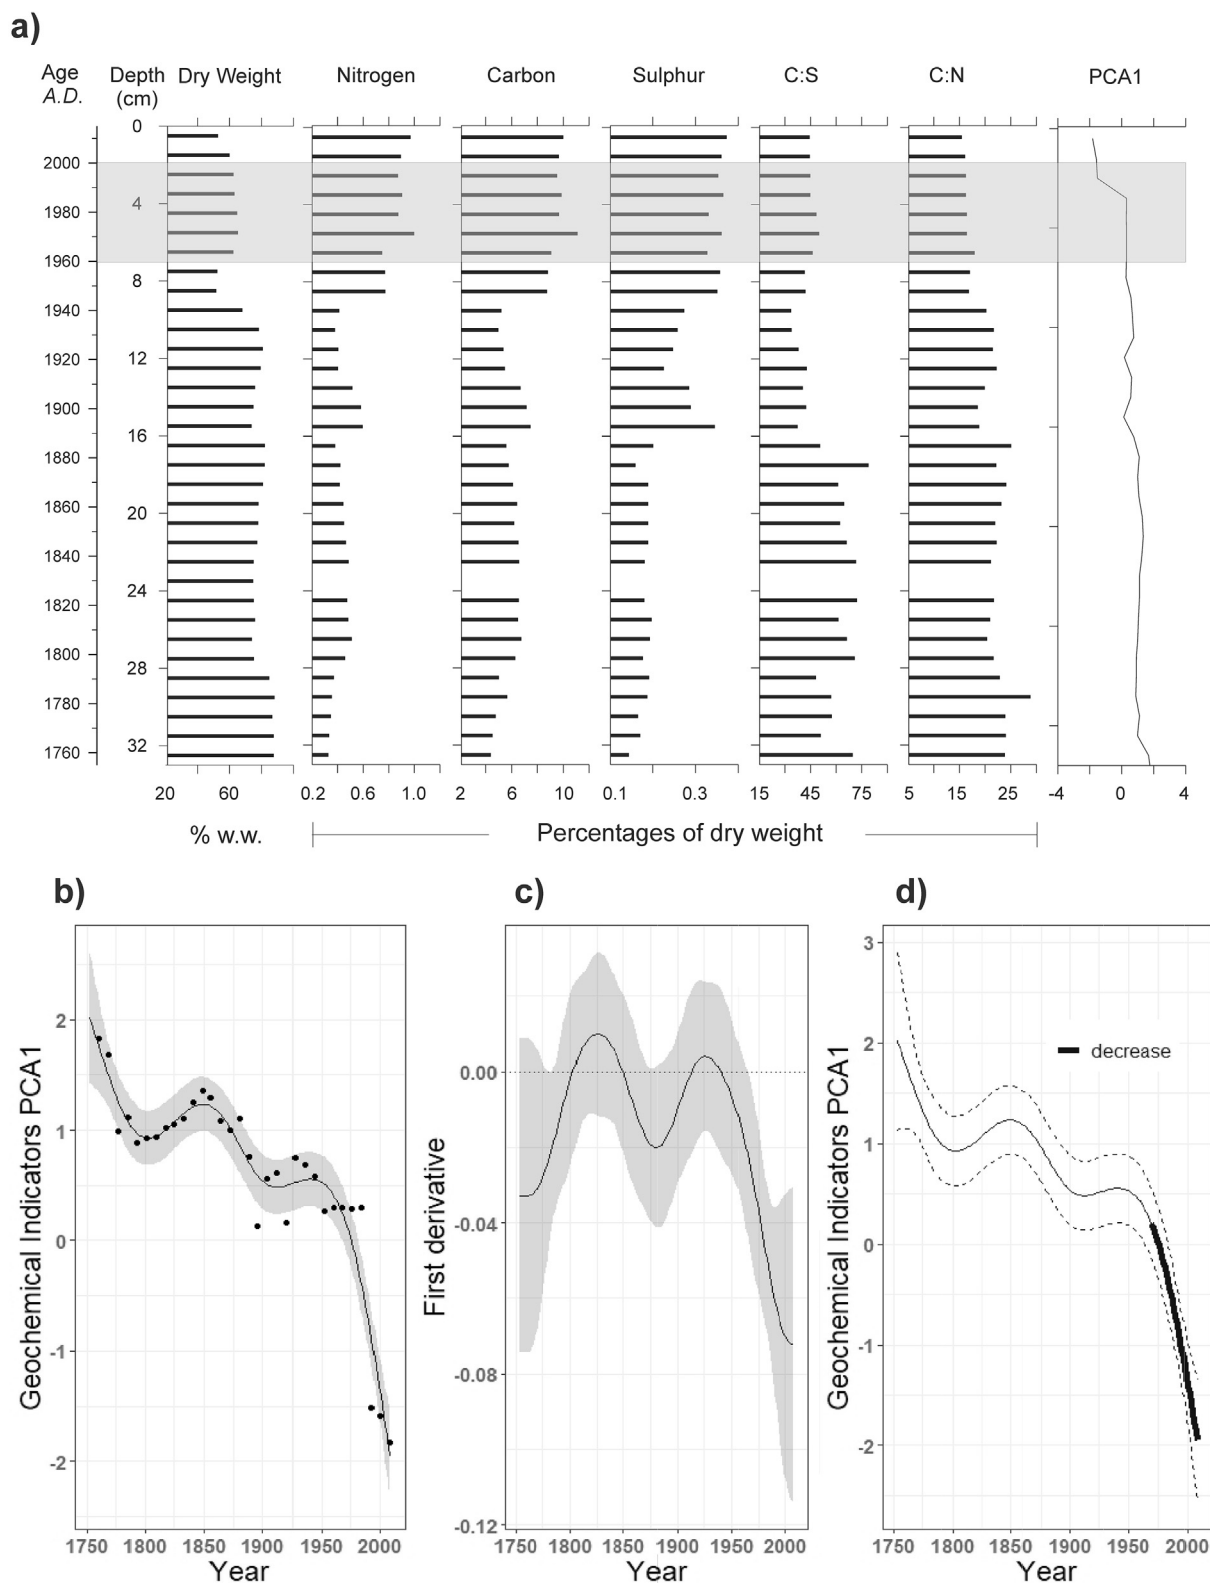 a)
Age Depth Dry Weight Nitrogen Carbon Sulphur C:S C:N PCA1
A.D. (cm)
0
2000
4
1980
1960
8
1940
1920 12
1900
16
1880
1860 20
1840
24
1820
1800 28
1780
1760 32
20 60 0.2 0.6 1.0 2 6 10 0.1 0.3 15 45 75 5 15 25 -4 0 4
% w.w. Percentages of dry weight
b) c) d)
Geochemical Indicators PCA1
2
1
0
-1
-2
1750 1800 1850 1900 1950 2000
Year
First derivative
0.00
-0.04
-0.08
-0.12
1750 1800 1850 1900 1950 2000
Year
Geochemical Indicators PCA1
3
2
1
0
-1
-2
decrease
1750 1800 1850 1900 1950 2000
Year